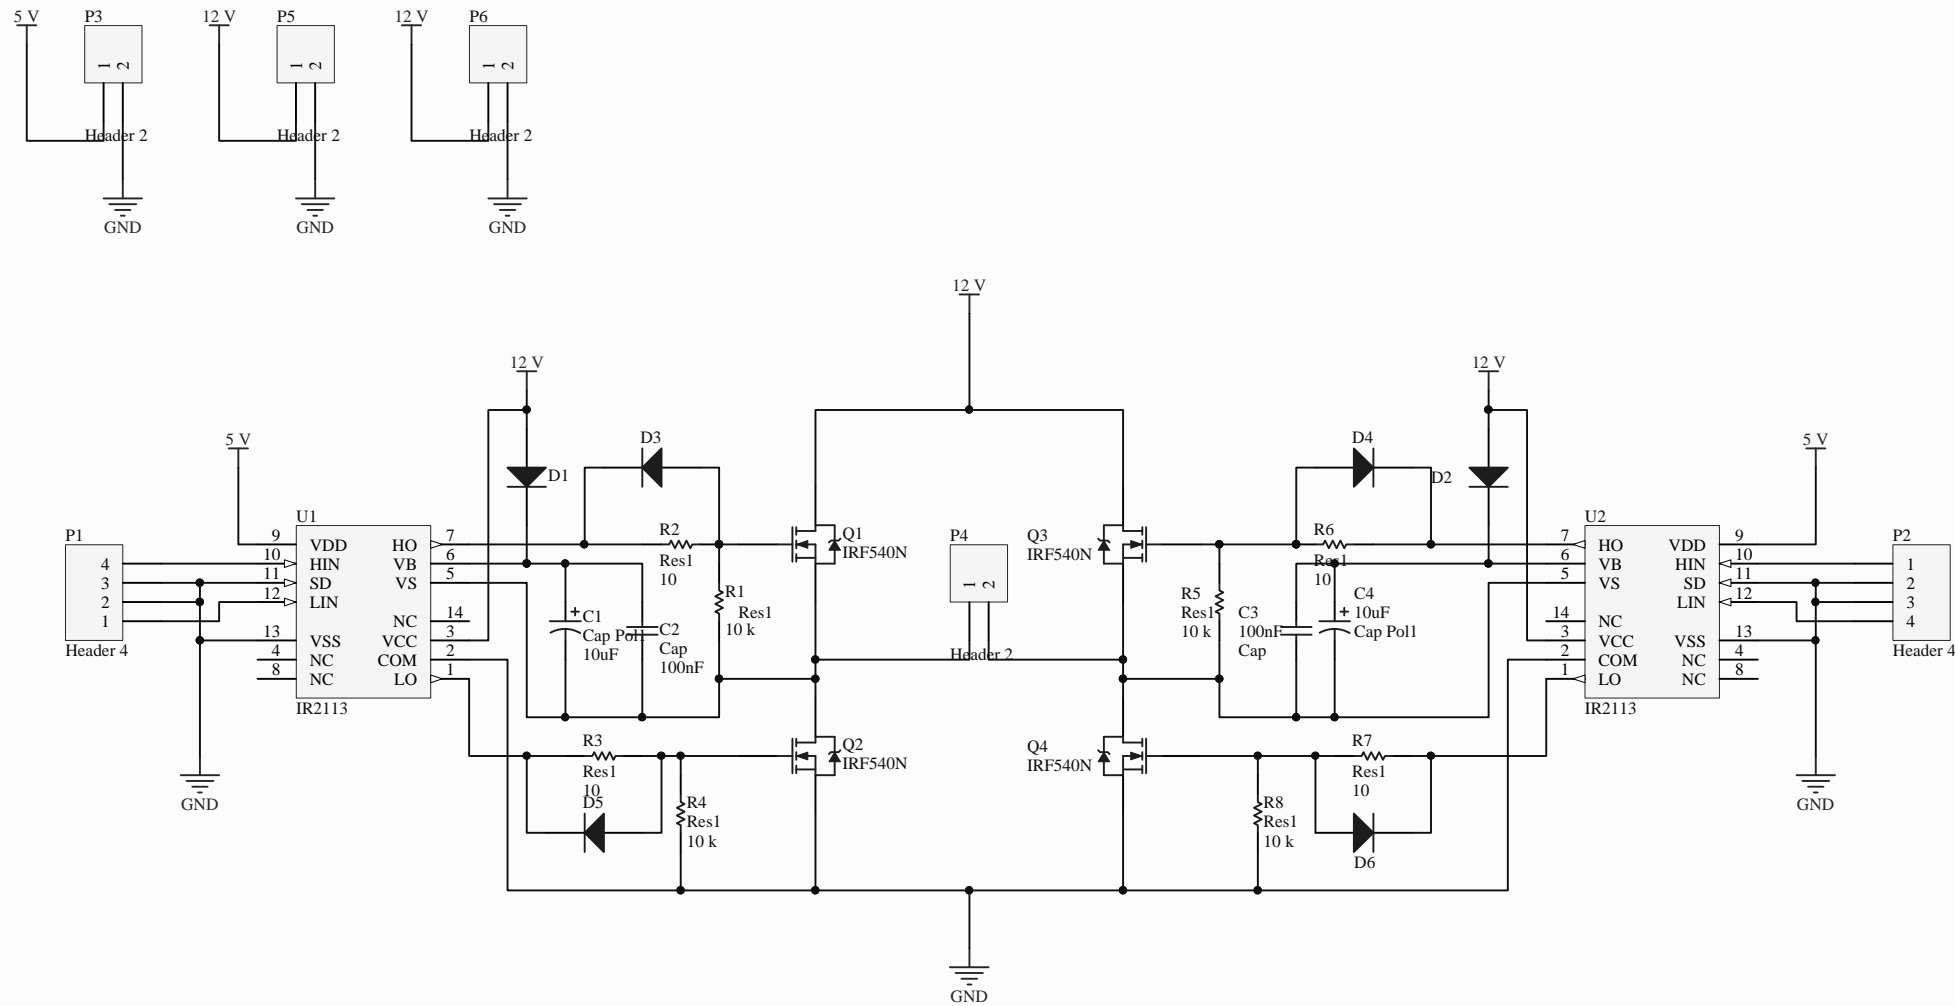 5 V
P3
12 V
P5
12 V
P6
1
2
1
2
1
2
Header 2
Header 2
Header 2
GND
GND
GND
12 V
12 V
12 V
5 V
D3
D4
5 V
D1
D2
P1
4
3
2
1
Header 4
U1
9
10
11
12
13
4
8
VDD
HIN
SD
LIN
VSS
NC
NC
HO
VB
VS
NC
VCC
COM
LO
7
6
5
14
3
2
1
IR2113
R2
Res1
10
R1
Res1
10 k
C1
Cap Pol1
10uF
C2
Cap
100nF
Q1
IRF540N
P4
1
2
Header 2
Q3
IRF540N
R6
Res1
10
R5
Res1
10 k
C3
100nF
Cap
C4
10uF
Cap Pol1
U2
7
6
5
14
3
2
1
HO
VB
VS
NC
VCC
COM
LO
VDD
HIN
SD
LIN
VSS
NC
NC
9
10
11
12
13
4
8
IR2113
P2
1
2
3
4
Header 4
R3
Res1
10
D5
R4
Res1
10 k
Q2
IRF540N
Q4
IRF540N
R7
Res1
10
R8
Res1
10 k
D6
GND
GND
GND